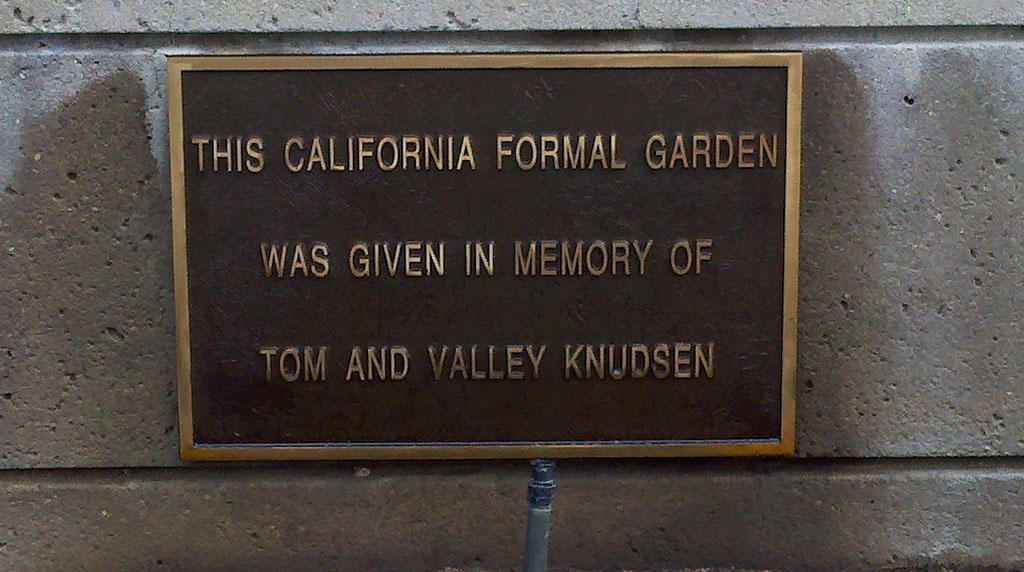 THIS CALIFORNIA FORMAL GARDEN
WAS GIVEN IN MEMORY OF
TOM AND VALLEY KNUDSEN